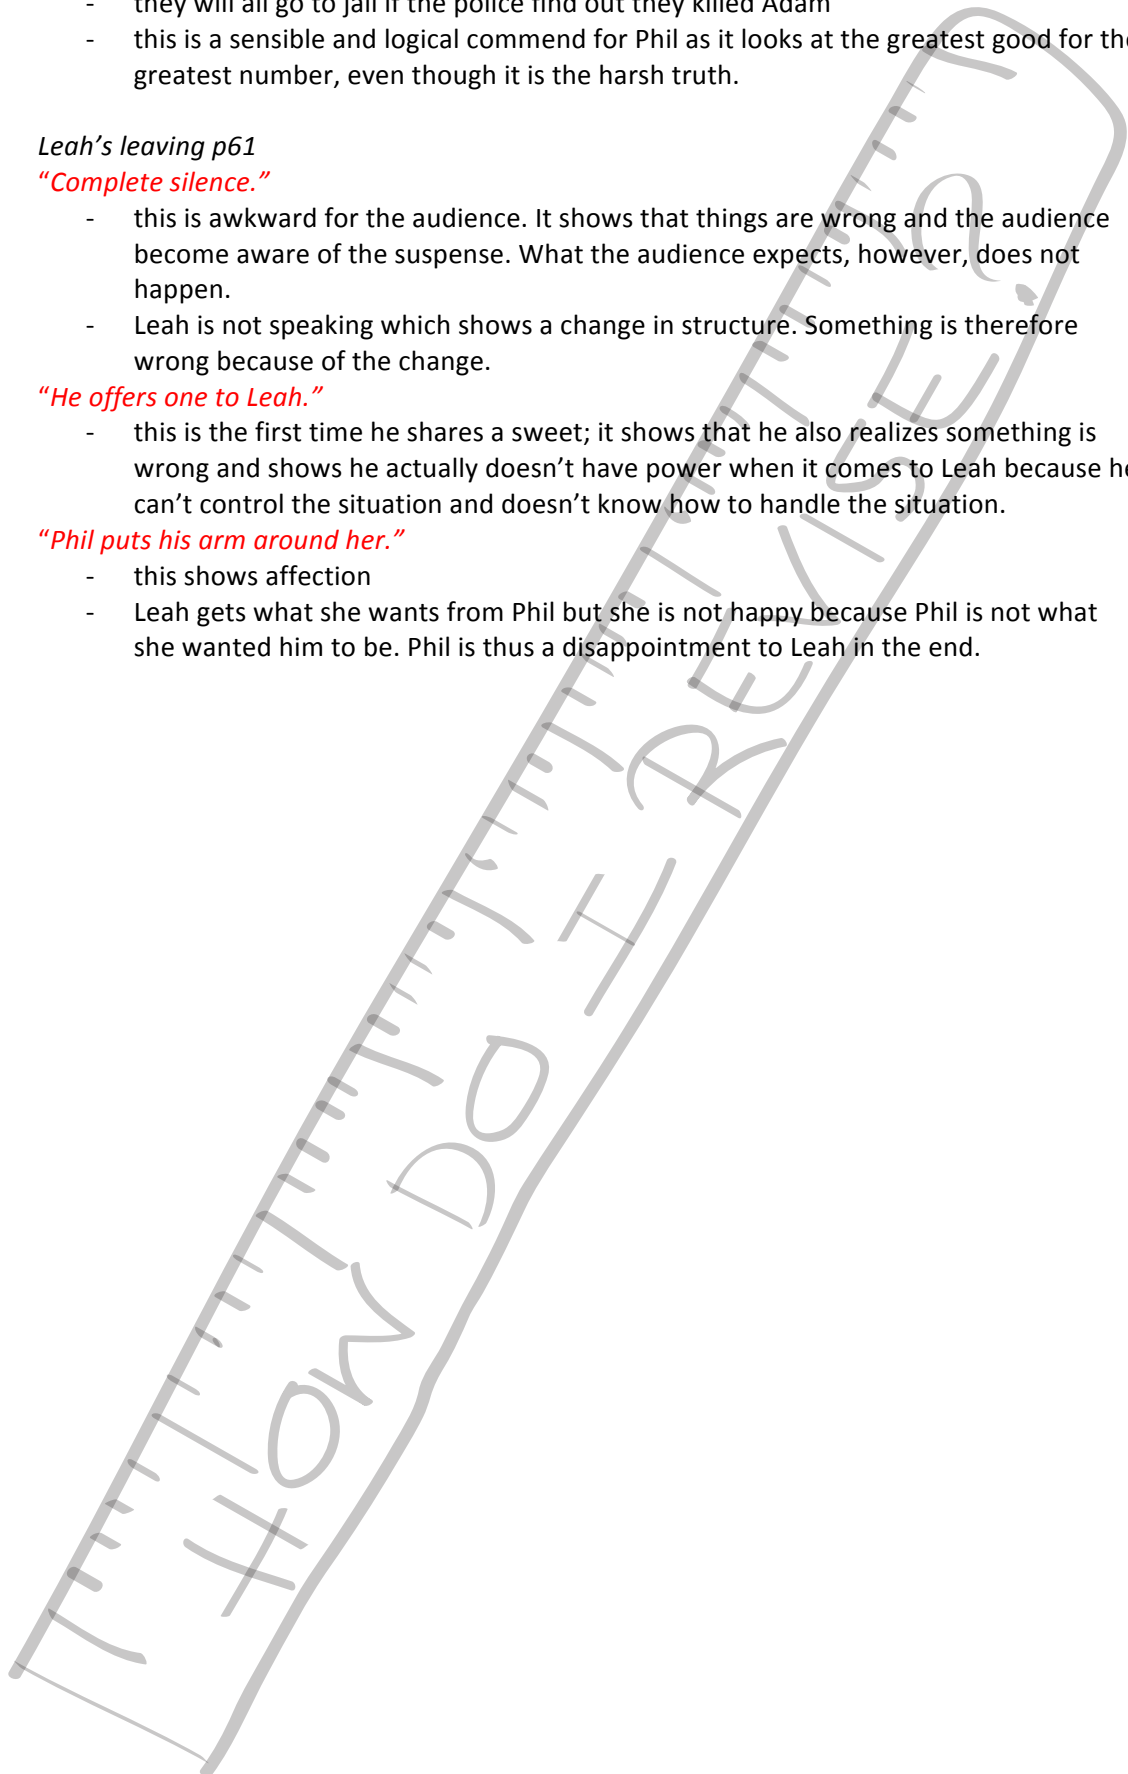 - they will all go to jail if the police find out they killed Adam
- this is a sensible and logical commend for Phil as it looks at the greatest good for the
greatest number, even though it is the harsh truth.
Leah's leaving p61
"Complete silence."
- this is awkward for the audience. It shows that things are wrong and the audience
become aware of the suspense. What the audience expects, however, does not
happen.
- Leah is not speaking which shows a change in structure. Something is therefore
wrong because of the change.
"He offers one to Leah."
- this is the first time he shares a sweet; it shows that he also realizes something is
wrong and shows he actually doesn't have power when it comes to Leah because he
can't control the situation and doesn't know how to handle the situation.
"Phil puts his arm around her."
- this shows affection
- Leah gets what she wants from Phil but she is not happy because Phil is not what
she wanted him to be. Phil is thus a disappointment to Leah in the end.
HOW DO I REVISE?